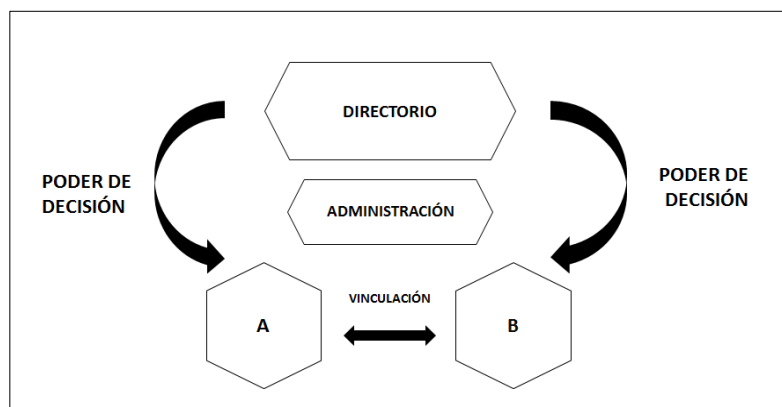 DIRECTORIO
PODER DE
DECISIÓN
PODER DE
DECISIÓN
ADMINISTRACIÓN
VINCULACIÓN
A
B